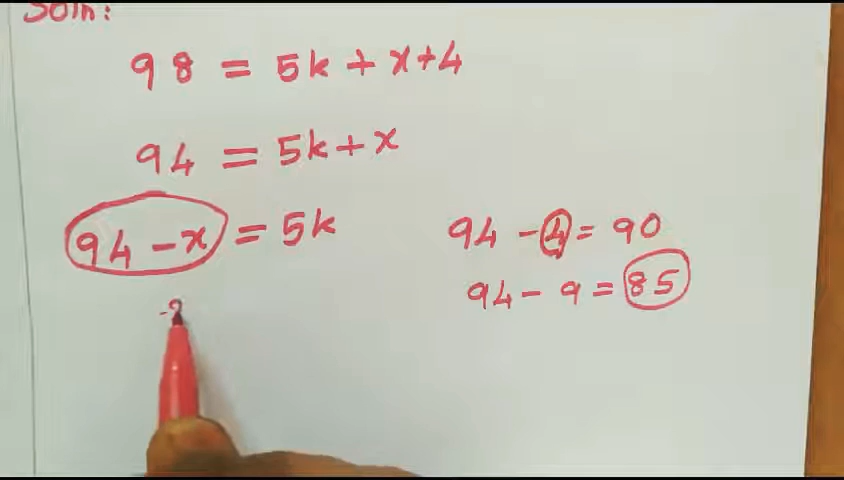 Soln:
98 = 5k + x+4
94 = 5k+x
94 - x = 5k
94 - 4 = 90
94 - 9 = 85